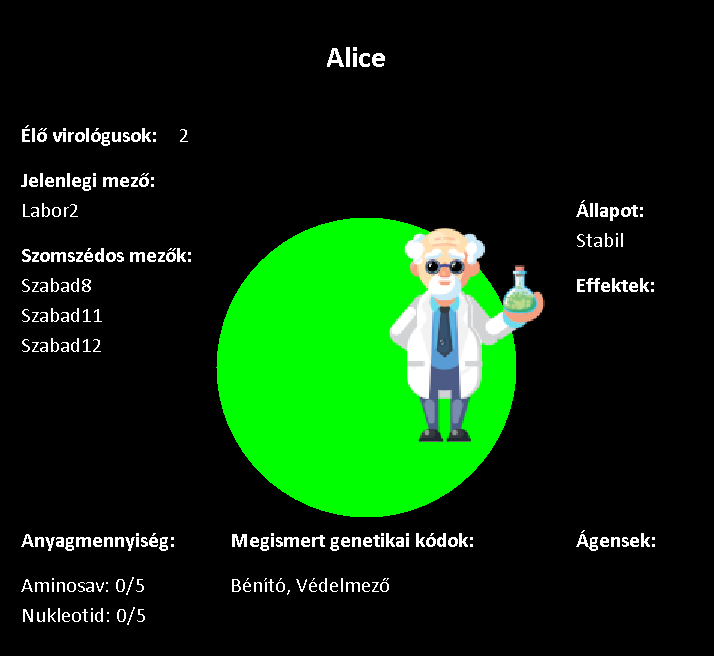 Alice
Élő virológusok: 2
Jelenlegi mező:
Labor2
Szomszédos mezők:
Szabad8
Szabad11
Szabad12
Állapot:
Stabil
Effektek:
Anyagmennyiség:
Aminosav: 0/5
Nukleotid: 0/5
Megismert genetikai kódok:
Bénító, Védelmező
Ágensek: